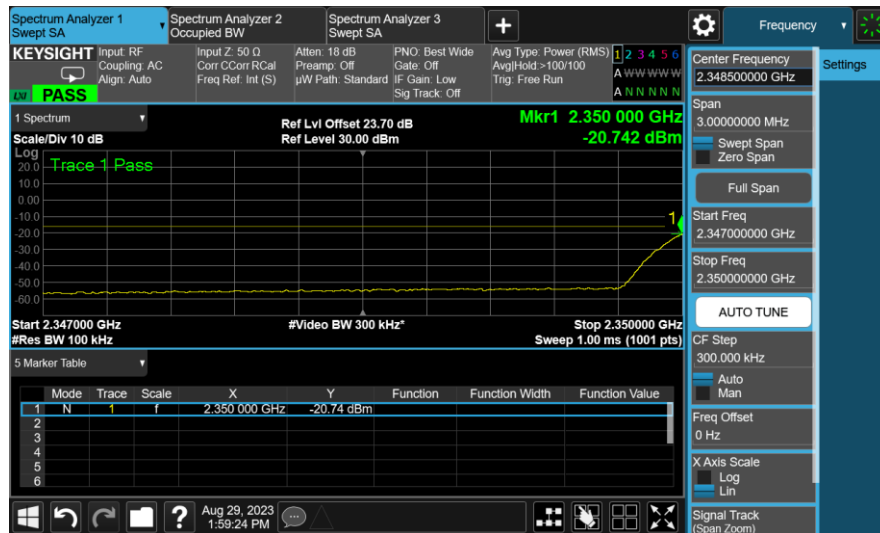 Spectrum Analyzer 1
Swept SA
Spectrum Analyzer 2
Occupied BW
Spectrum Analyzer 3
Swept SA
Frequency
KEYSIGHT
Input: RF
Coupling: AC
Align: Auto
Input Z: 50 Ω
Corr CCorr RCal
Freq Ref: Int (S)
Atten: 18 dB
Preamp: Off
µW Path: Standard
PNO: Best Wide
Gate: Off
IF Gain: Low
Sig Track: Off
Avg Type: Power (RMS)
Avg|Hold:>100/100
Trig: Free Run
1 2 3 4 5 6
A W W W W W
A N N N N N
LXI
PASS
1 Spectrum
Scale/Div 10 dB
Ref Lvl Offset 23.70 dB
Ref Level 30.00 dBm
Mkr1 2.350 000 GHz
-20.742 dBm
Log
Trace 1 Pass
20.0
10.0
0.00
-10.0
-20.0
-30.0
-40.0
-50.0
-60.0
1
Start 2.347000 GHz
#Res BW 100 kHz
#Video BW 300 kHz*
Stop 2.350000 GHz
Sweep 1.00 ms (1001 pts)
5 Marker Table
Mode Trace Scale X Y Function Function Width Function Value
1 N 1 f 2.350 000 GHz -20.74 dBm
2
3
4
5
6
Aug 29, 2023
1:59:24 PM
Center Frequency
2.348500000 GHz
Settings
Span
3.00000000 MHz
Swept Span
Zero Span
Full Span
Start Freq
2.347000000 GHz
Stop Freq
2.350000000 GHz
AUTO TUNE
CF Step
300.000 kHz
Auto
Man
Freq Offset
0 Hz
X Axis Scale
Log
Lin
Signal Track
(Span Zoom)